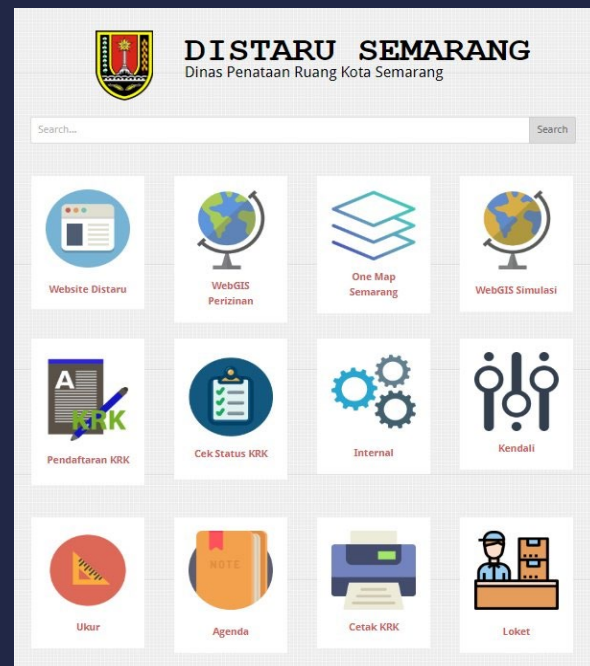 DISTARU SEMARANG
Dinas Penataan Ruang Kota Semarang
Search...
Search
Website Distaru
WebGIS
Perizinan
One Map
Semarang
WebGIS Simulasi
A
KRK
Pendaftaran KRK
Cek Status KRK
Internal
Kendali
NOTE
Ukur
Agenda
Cetak KRK
Loket